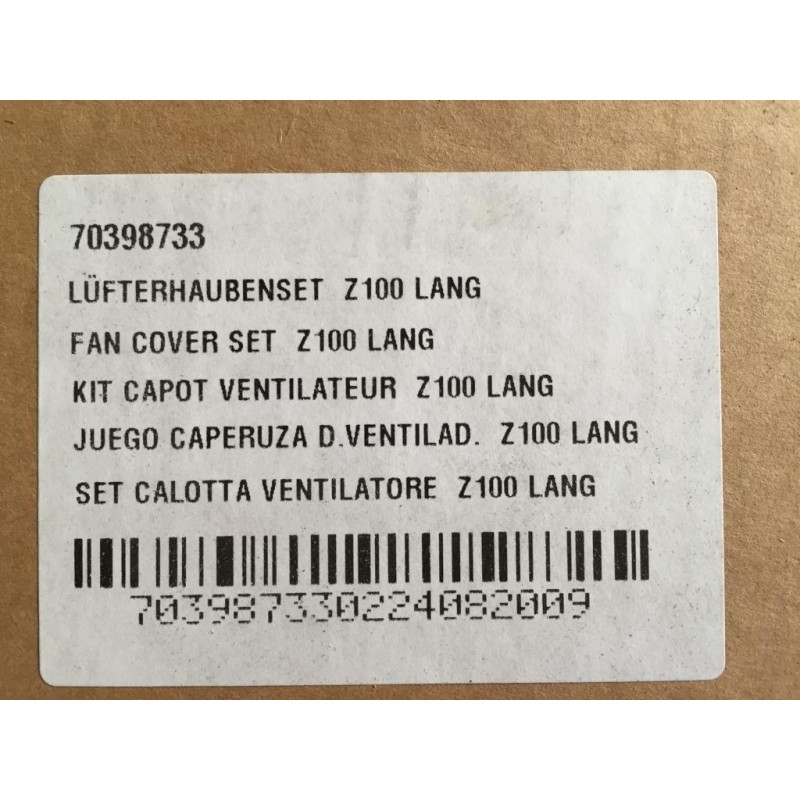 70398733
LÜFTERHAUBENSET Z100 LANG
FAN COVER SET Z100 LANG
KIT CAPOT VENTILATEUR Z100 LANG
JUEGO CAPERUZA D.VENTILAD. Z100 LANG
SET CALOTTA VENTILATORE Z100 LANG
703987330224082009